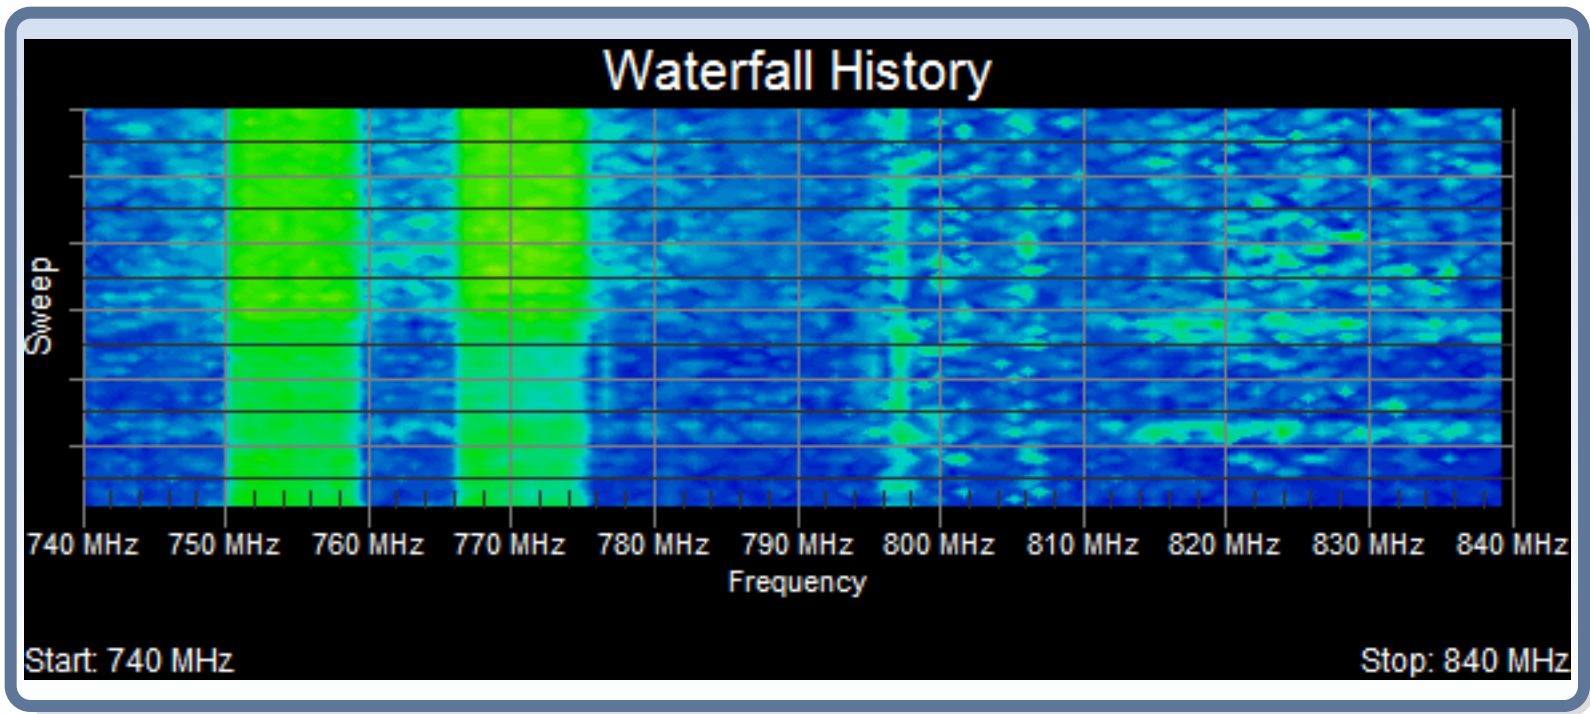 Waterfall History
Sweep
740 MHz 750 MHz 760 MHz 770 MHz 780 MHz 790 MHz 800 MHz 810 MHz 820 MHz 830 MHz 840 MHz
Frequency
Start: 740 MHz
Stop: 840 MHz